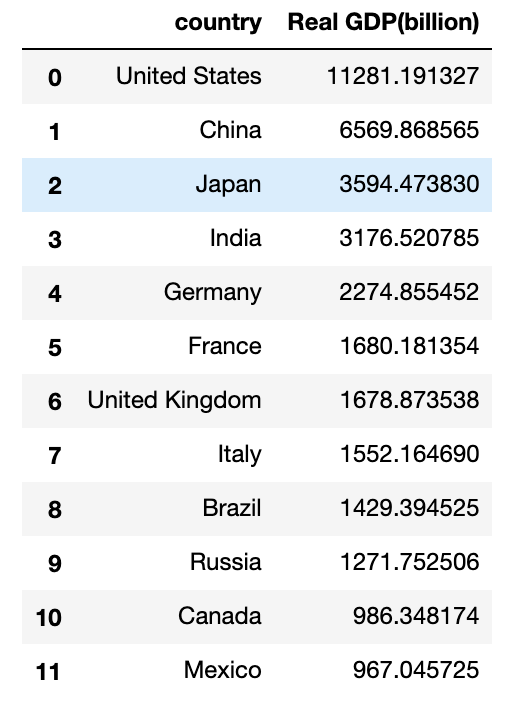 country Real GDP(billion)
0 United States 11281.191327
1 China 6569.868565
2 Japan 3594.473830
3 India 3176.520785
4 Germany 2274.855452
5 France 1680.181354
6 United Kingdom 1678.873538
7 Italy 1552.164690
8 Brazil 1429.394525
9 Russia 1271.752506
10 Canada 986.348174
11 Mexico 967.045725